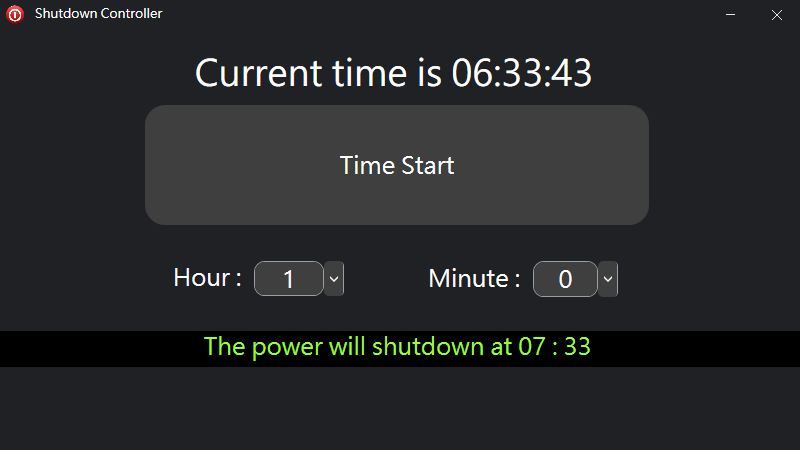 Shutdown Controller
Current time is 06:33:43
Time Start
Hour : 1 Minute : 0
The power will shutdown at 07 : 33